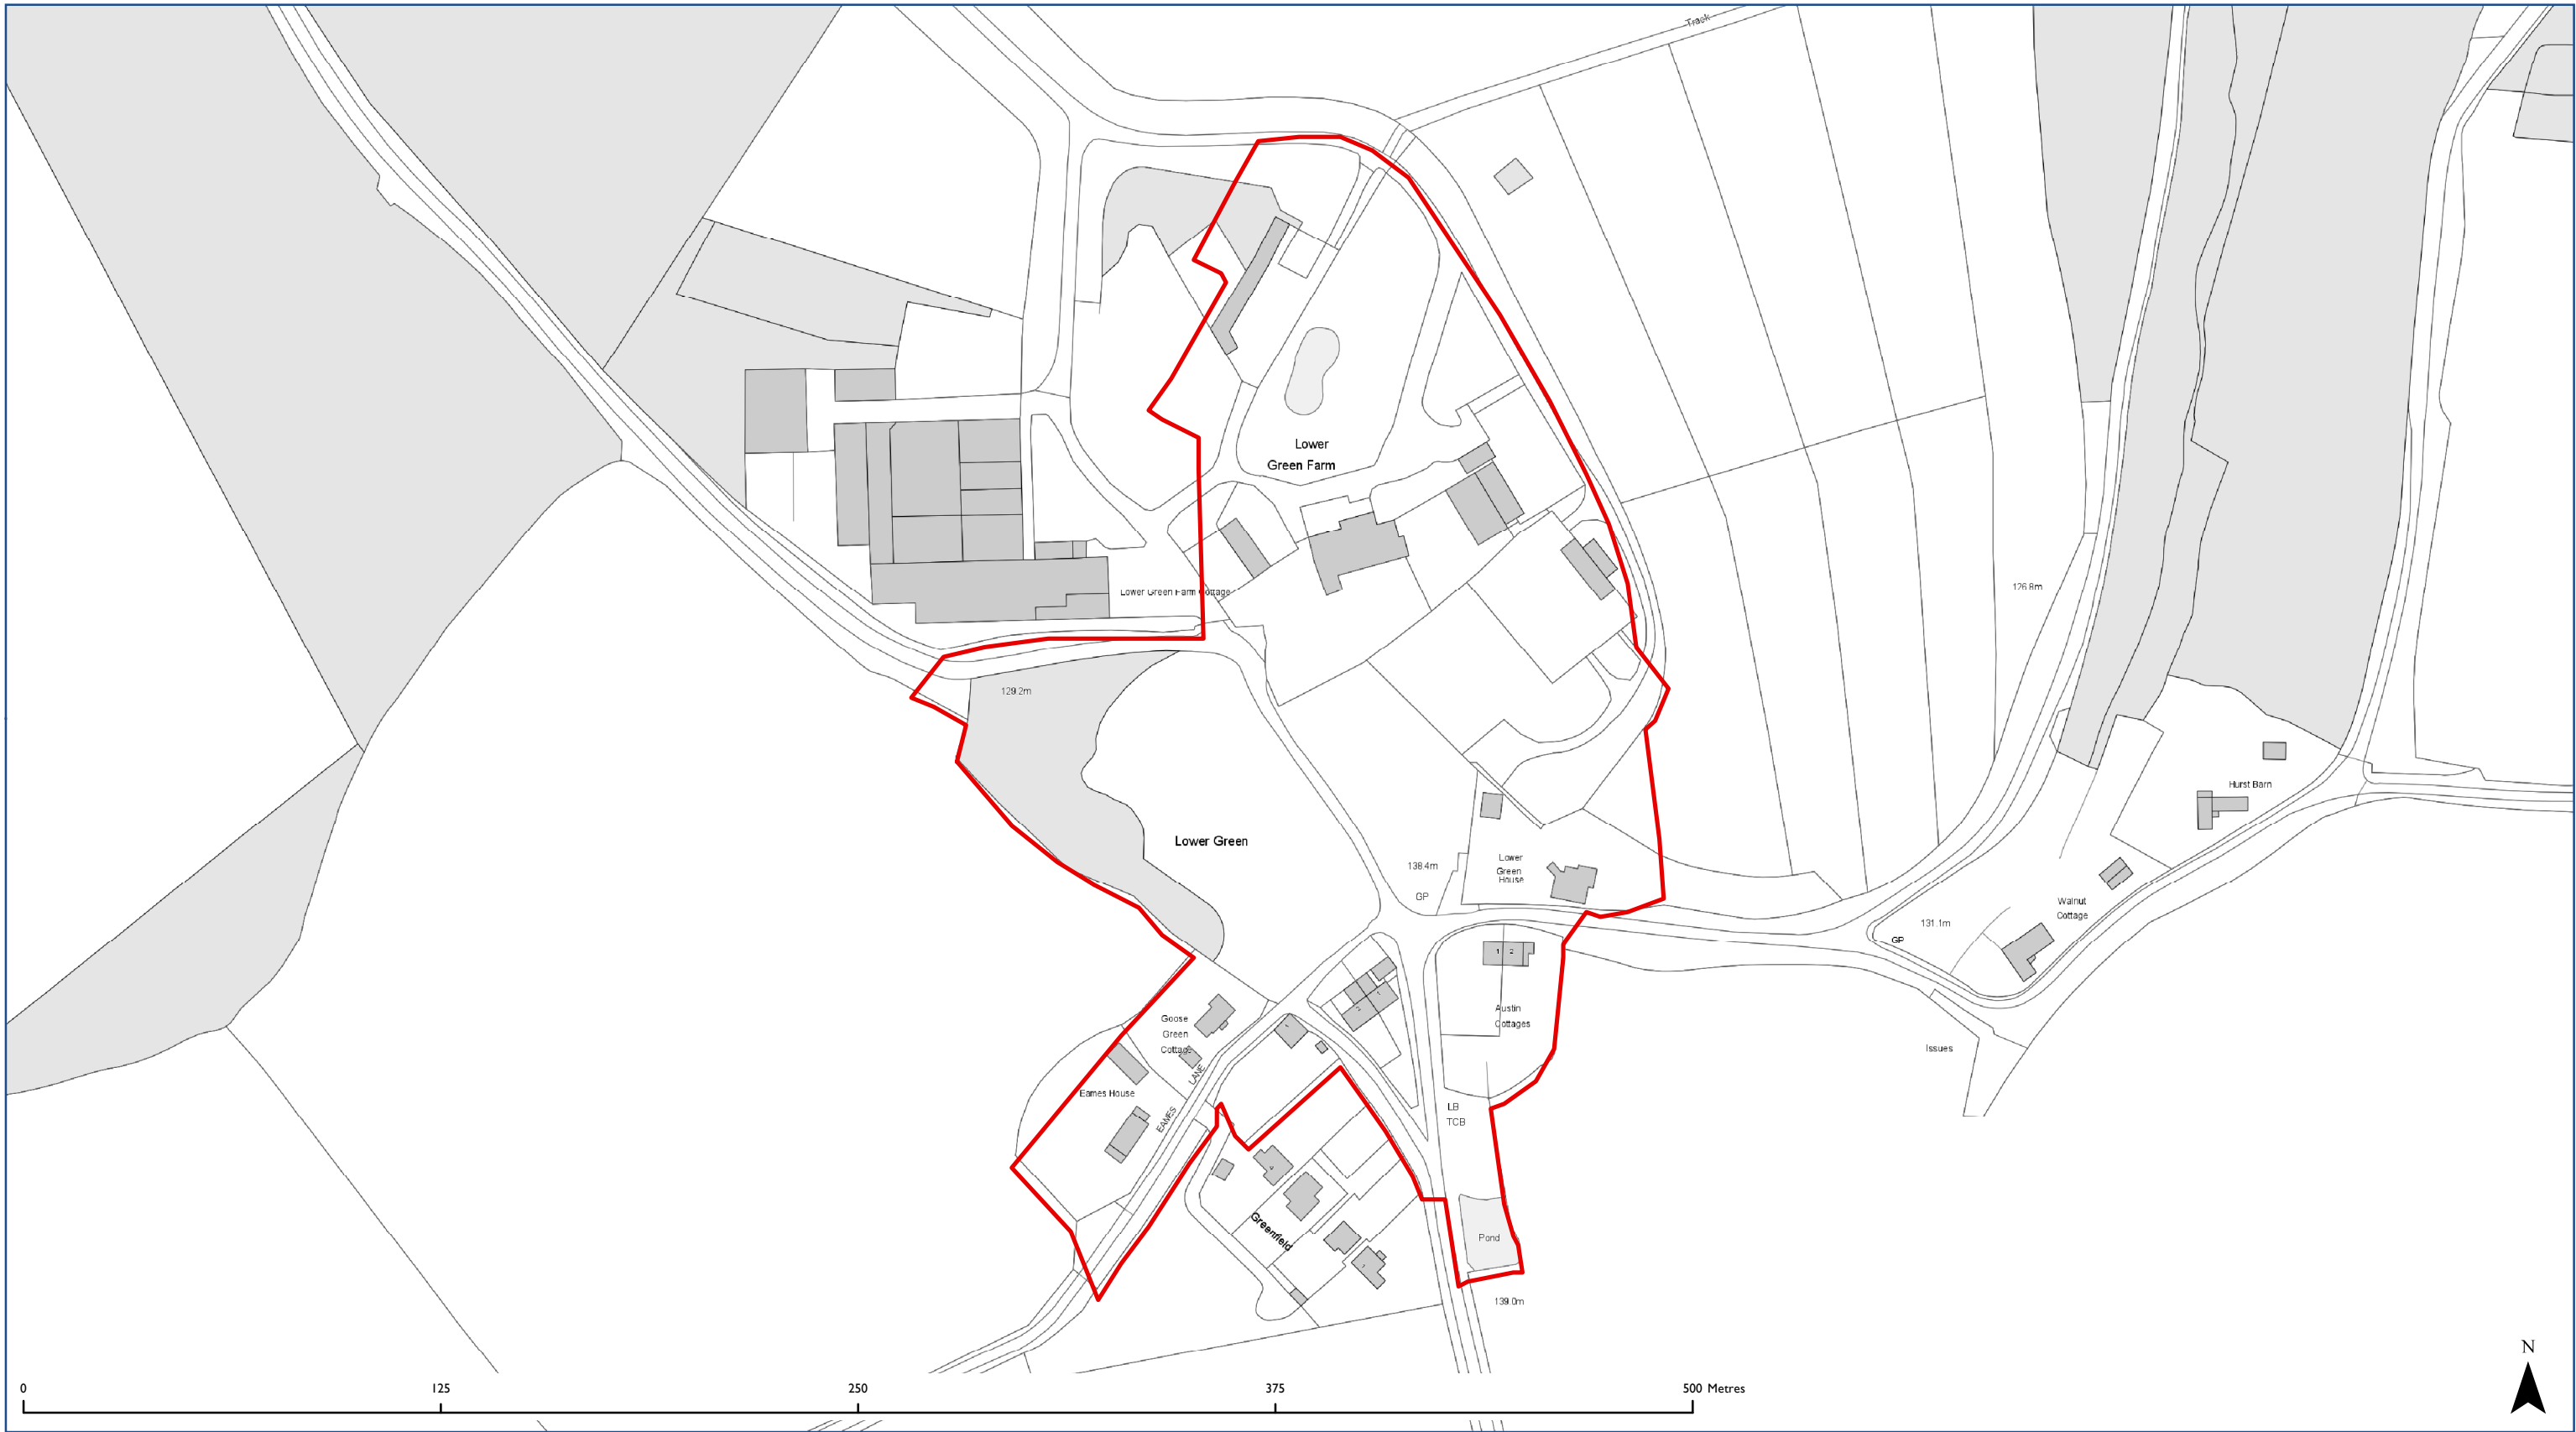 Track
Lower
Green Farm
Lower Green Farm Cottage
126.8m
129.2m
Hurst Barn
Lower Green
138.4m
GP
Lower
Green
House
Walnut
Cottage
131.1m
GP
1
2
Austin
Cottages
Issues
Goose
Green
Cottage
LANE
EAMES
Eames House
LB
TCB
Greenfield
Pond
139.0m
N
0
125
250
375
500 Metres